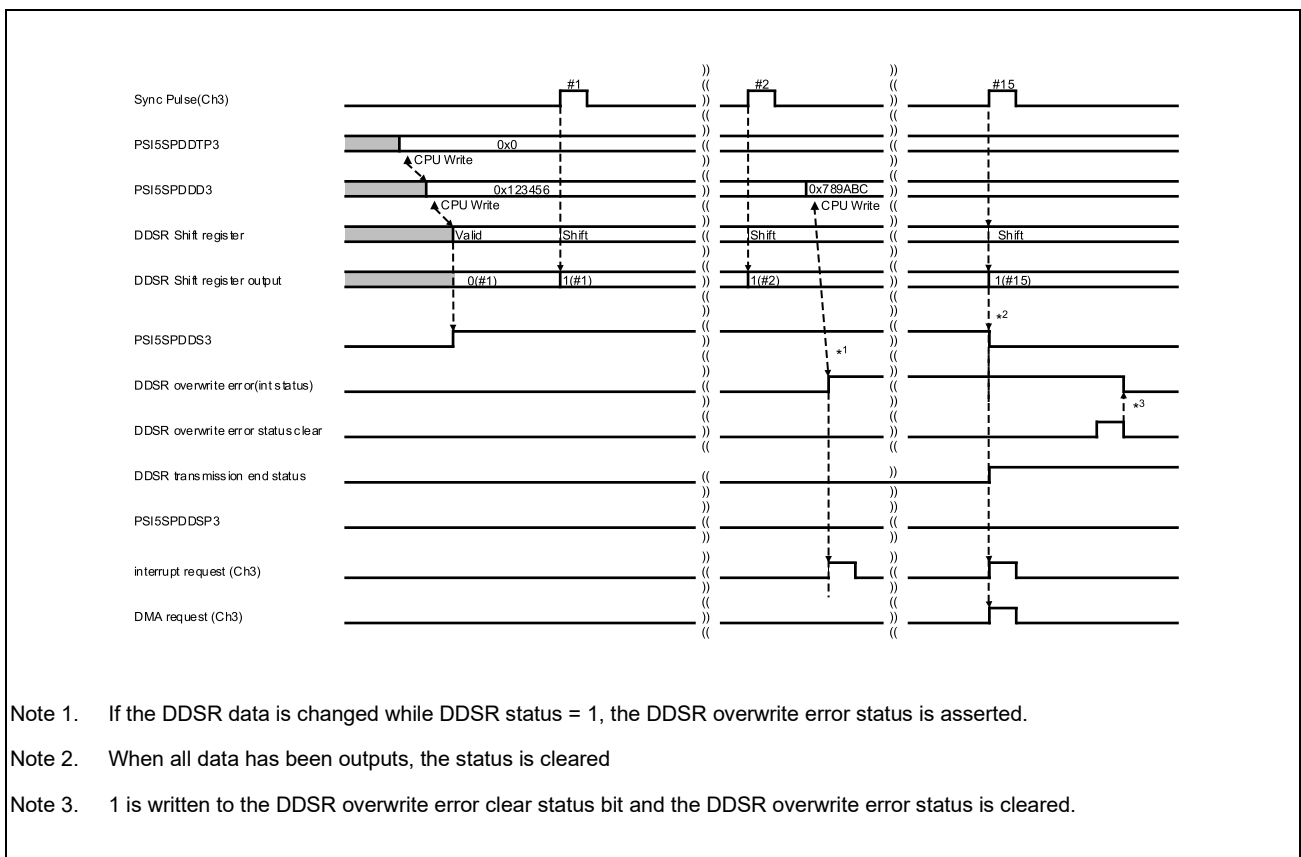 #1 #2 #15
Sync Pulse(Ch3)
PSI5SPDDTP3 0x0
CPU Write
PSI5SPDDD3 0x123456 0x789ABC
CPU Write CPU Write
DDSR Shift register Valid Shift Shift Shift
DDSR Shift register output 0(#1) 1(#1) 1(#2) 1(#15)
*2
PSI5SPDDS3
*1
DDSR overwrite error(int status)
*3
DDSR overwrite error status clear
DDSR transmission end status
PSI5SPDDSP3
interrupt request (Ch3)
DMA request (Ch3)
Note 1. If the DDSR data is changed while DDSR status = 1, the DDSR overwrite error status is asserted.
Note 2. When all data has been outputs, the status is cleared
Note 3. 1 is written to the DDSR overwrite error clear status bit and the DDSR overwrite error status is cleared.